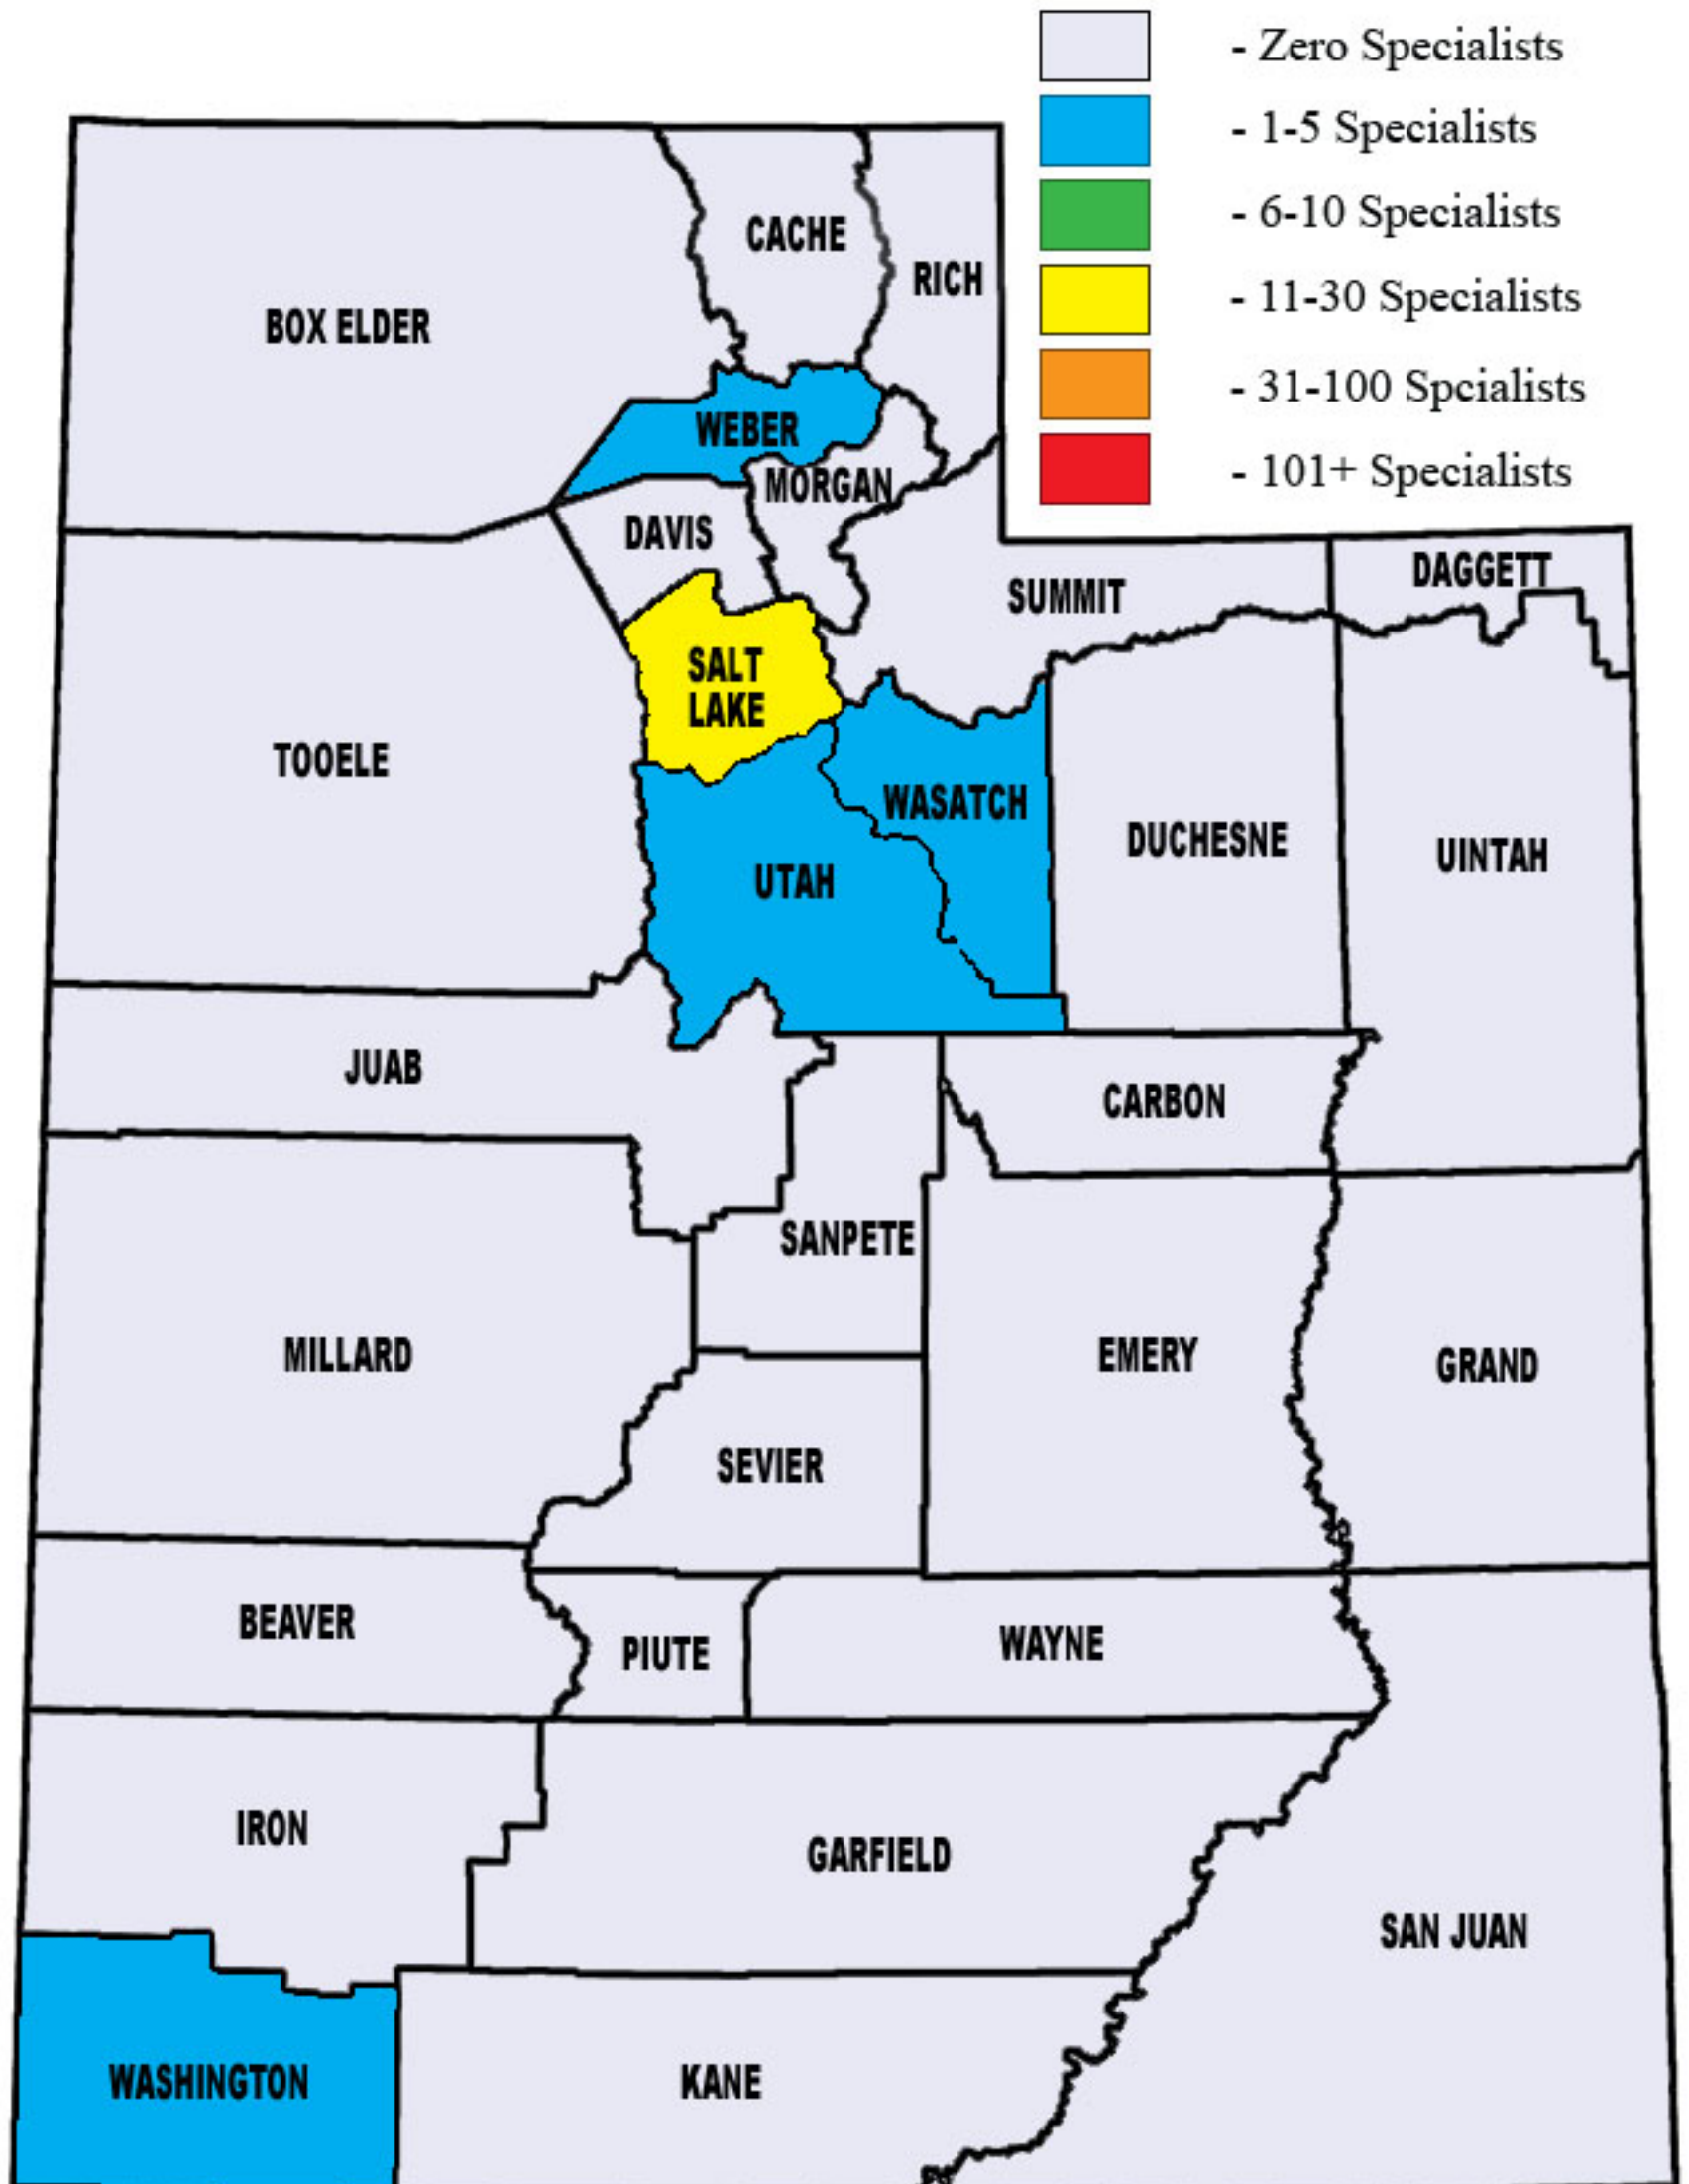 - Zero Specialists
- 1-5 Specialists
- 6-10 Specialists
- 11-30 Specialists
- 31-100 Spcialists
- 101+ Specialists
CACHE
RICH
BOX ELDER
WEBER
MORGAN
DAVIS
DAGGETT
SUMMIT
SALT
LAKE
TOOELE
WASATCH
DUCHESNE
UINTAH
UTAH
JUAB
CARBON
SANPETE
MILLARD
EMERY
GRAND
SEVIER
BEAVER
PIUTE
WAYNE
IRON
GARFIELD
SAN JUAN
WASHINGTON
KANE